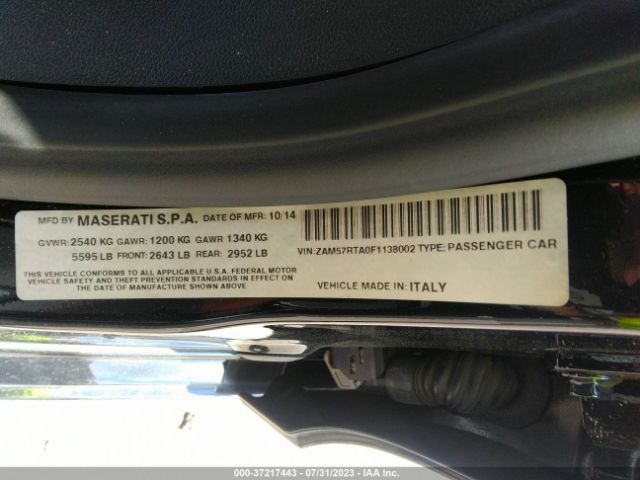 MFD BY MASERATI S.P.A. DATE OF MFR: 10/14
GVWR: 2540 KG GAWR: 1200 KG GAWR 1340 KG
5595 LB FRONT: 2643 LB REAR: 2952 LB
THIS VEHICLE CONFORMS TO ALL APPLICABLE U.S.A. FEDERAL MOTOR
VEHICLE SAFETY AND THEFT PREVENTION STANDARDS IN EFFECT ON
THE DATE OF MANUFACTURE SHOWN ABOVE.
VIN: ZAM57RTA0F1138002 TYPE: PASSENGER CAR
VEHICLE MADE IN ITALY
000-37217443 / 07/31/2023 - IAAI.COM